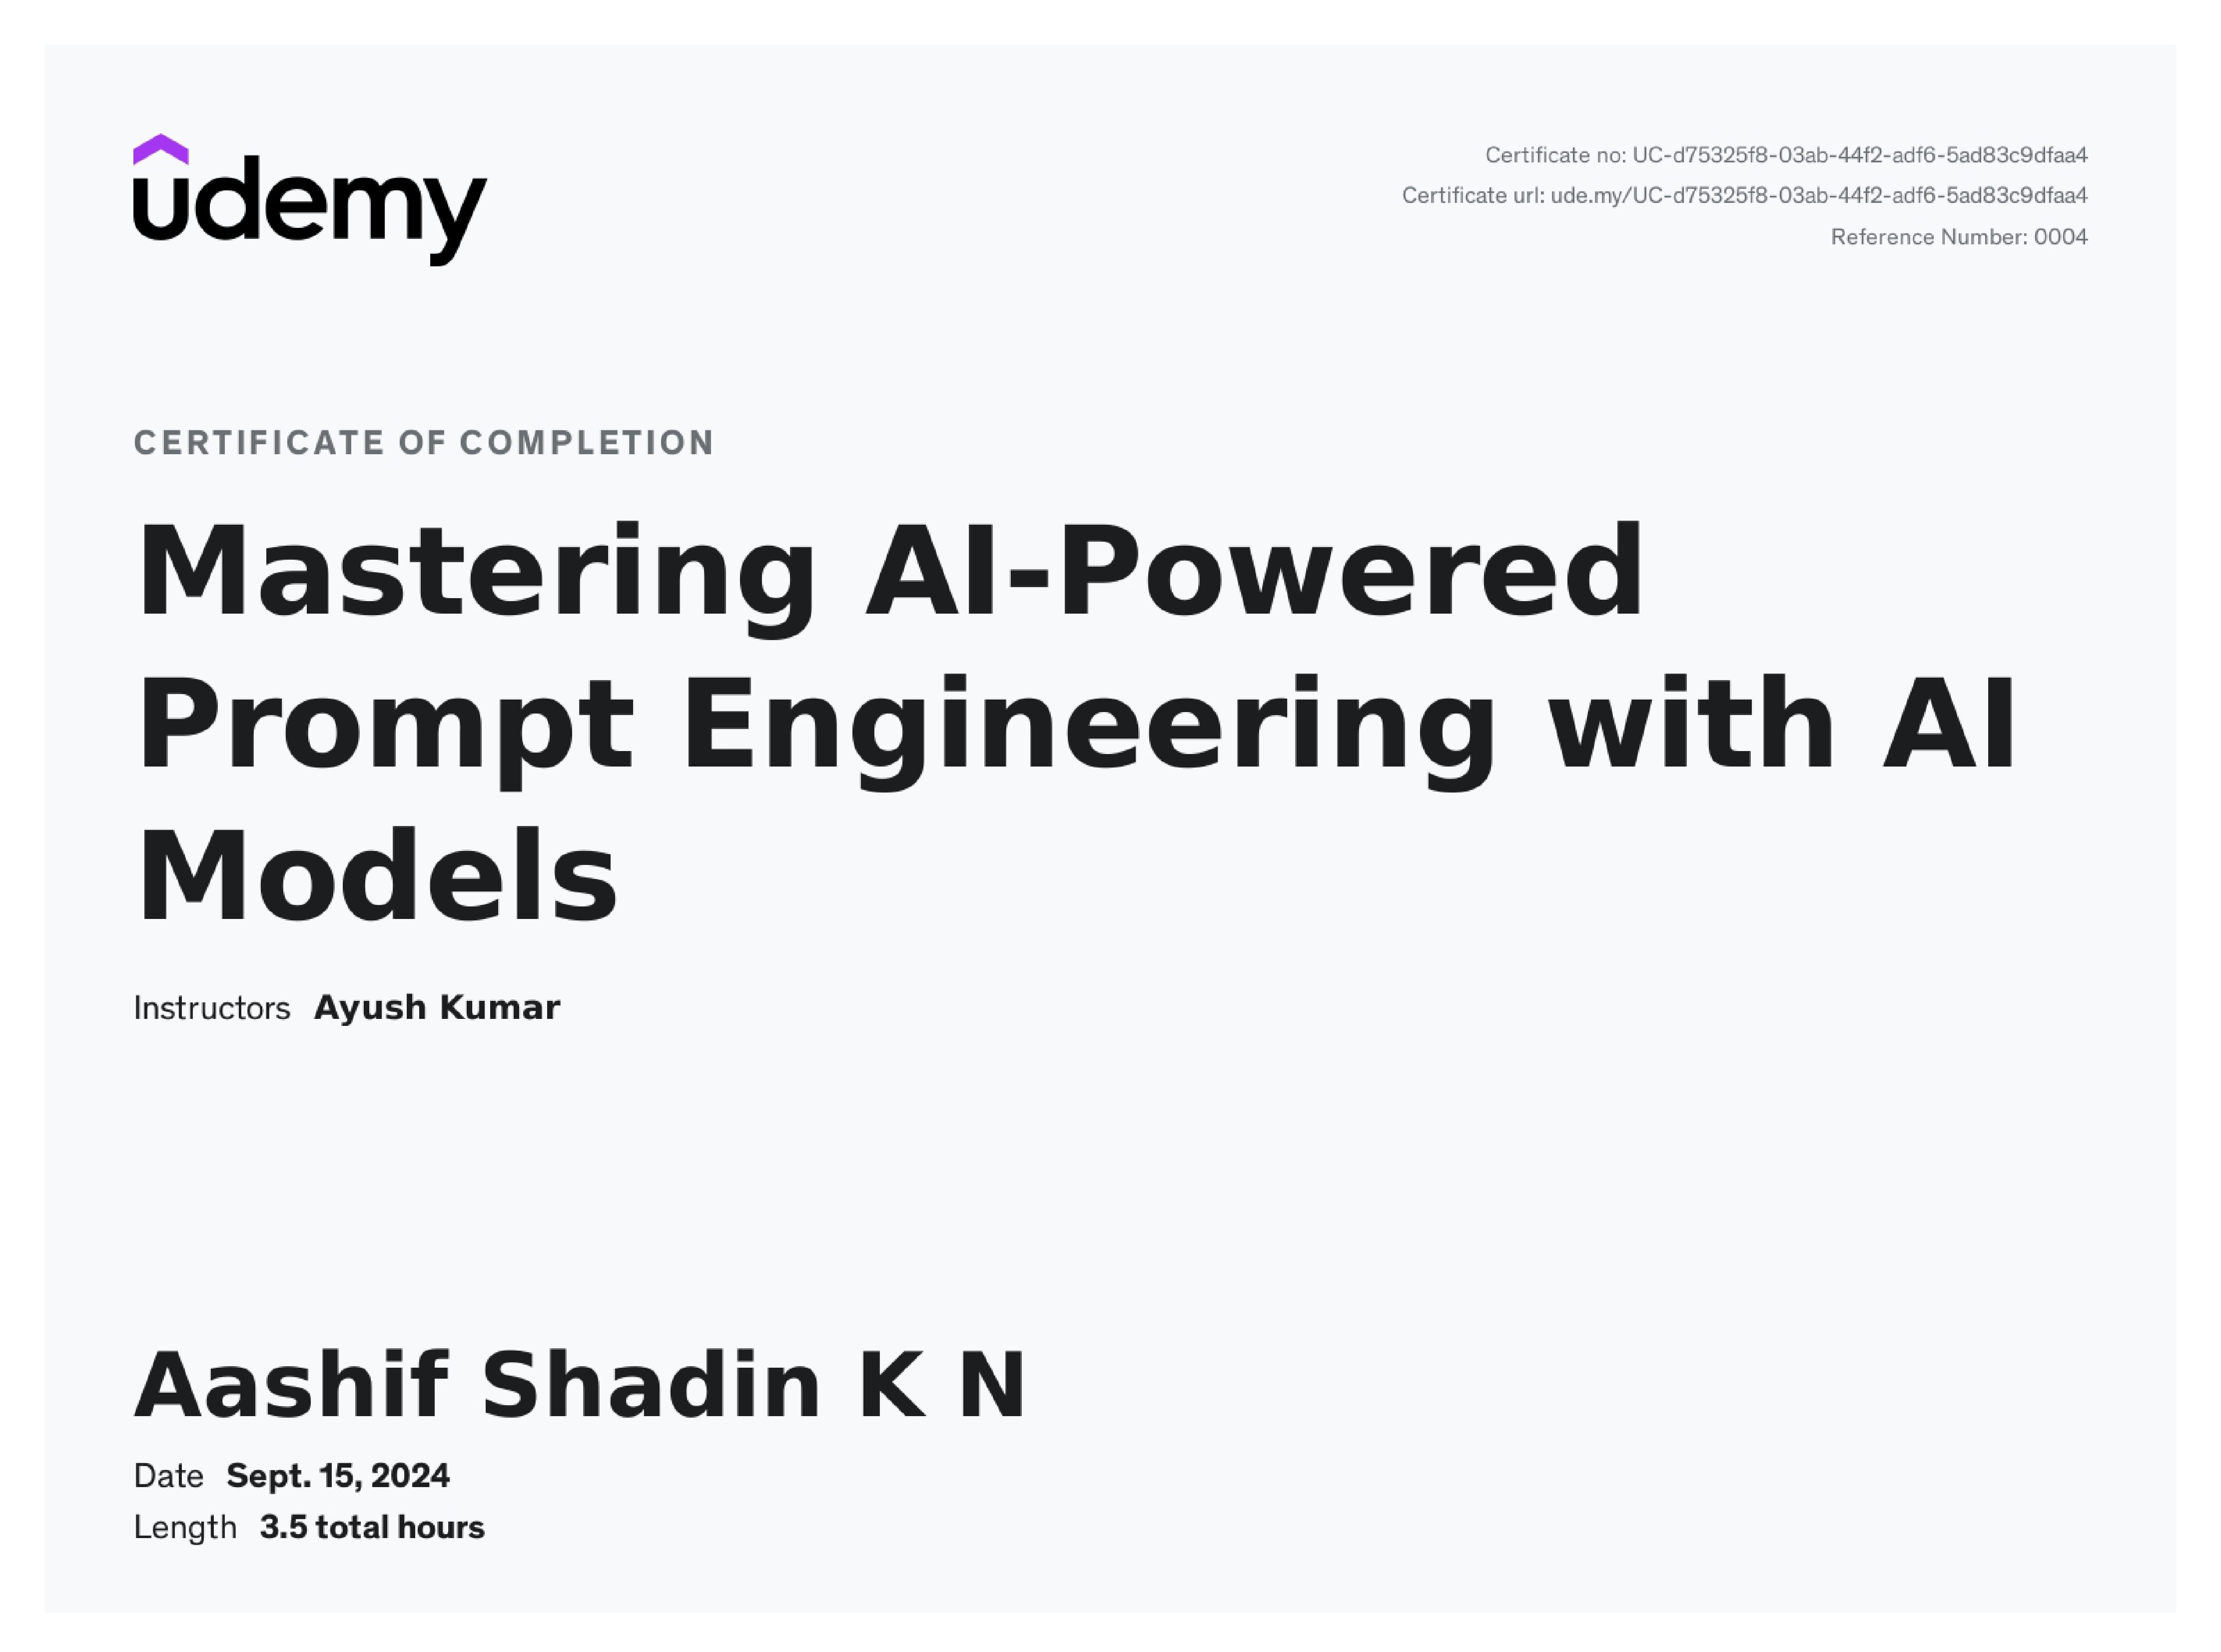 udemy
Certificate no: UC-d75325f8-03ab-44f2-adf6-5ad83c9dfaa4
Certificate url: ude.my/UC-d75325f8-03ab-44f2-adf6-5ad83c9dfaa4
Reference Number: 0004
CERTIFICATE OF COMPLETION
Mastering AI-Powered
Prompt Engineering with AI
Models
Instructors Ayush Kumar
Aashif Shadin K N
Date Sept. 15, 2024
Length 3.5 total hours